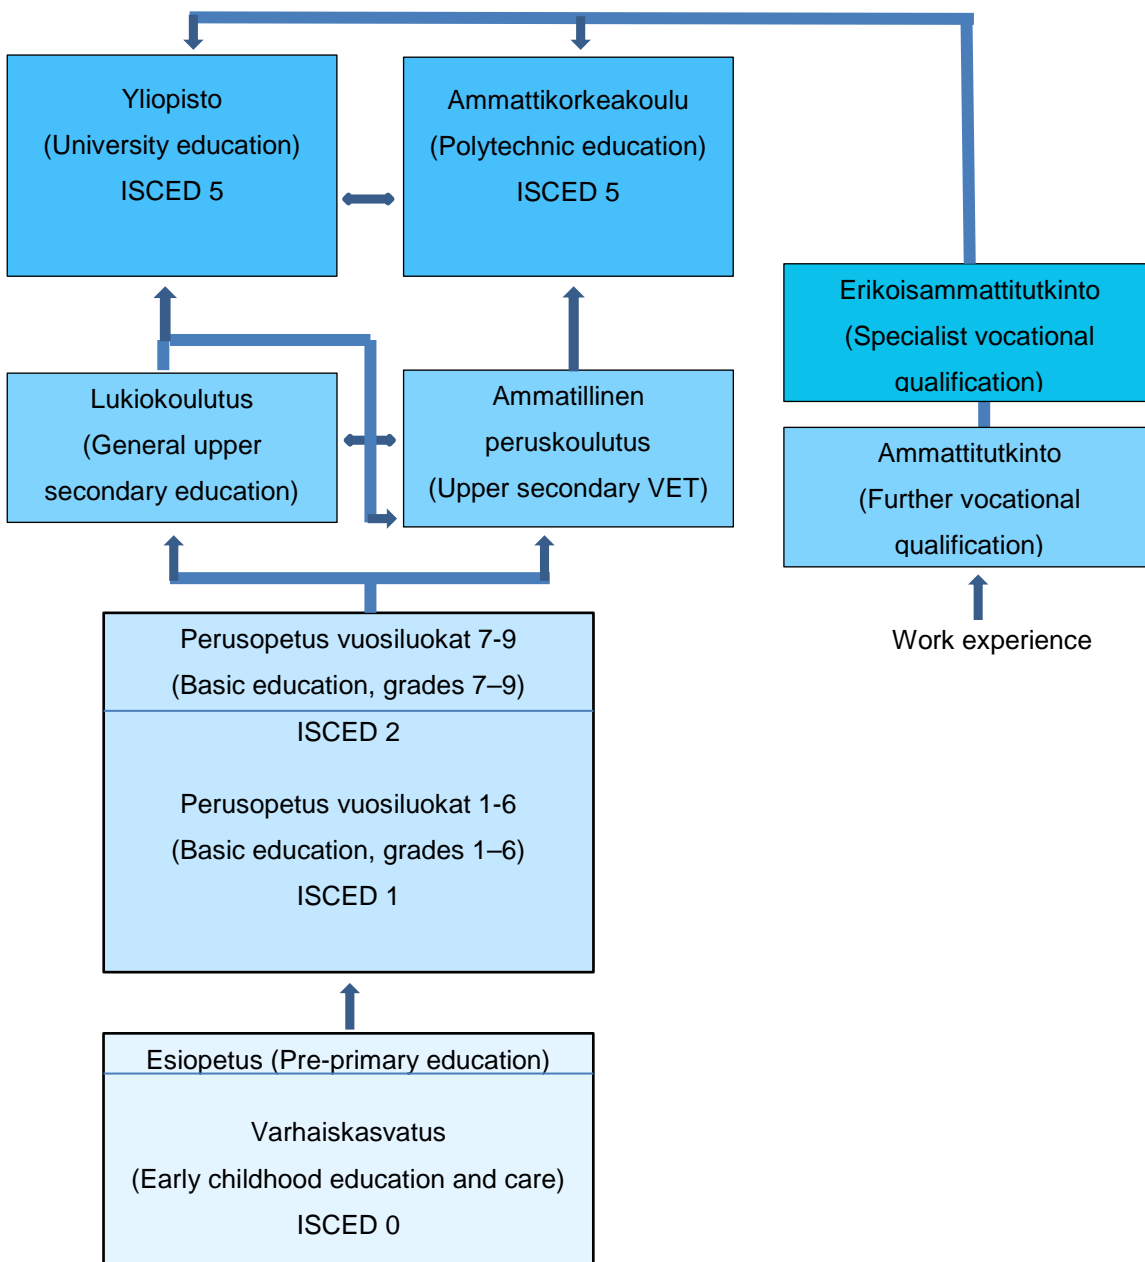 Yliopisto
(University education)
ISCED 5
Ammattikorkeakoulu
(Polytechnic education)
ISCED 5
Erikoisammattitutkinto
(Specialist vocational
qualification)
Lukiokoulutus
(General upper
secondary education)
Ammatillinen
peruskoulutus
(Upper secondary VET)
Ammattitutkinto
(Further vocational
qualification)
Work experience
Perusopetus vuosiluokat 7-9
(Basic education, grades 7–9)
ISCED 2
Perusopetus vuosiluokat 1-6
(Basic education, grades 1–6)
ISCED 1
Esiopetus (Pre-primary education)
Varhaiskasvatus
(Early childhood education and care)
ISCED 0